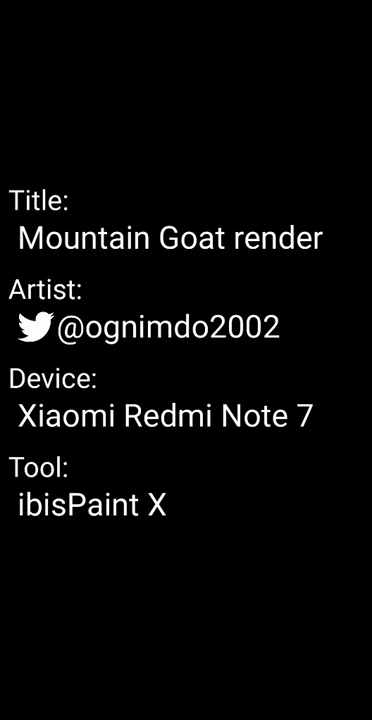 Title:
Mountain Goat render
Artist:
@ognimdo2002
Device:
Xiaomi Redmi Note 7
Tool:
ibisPaint X